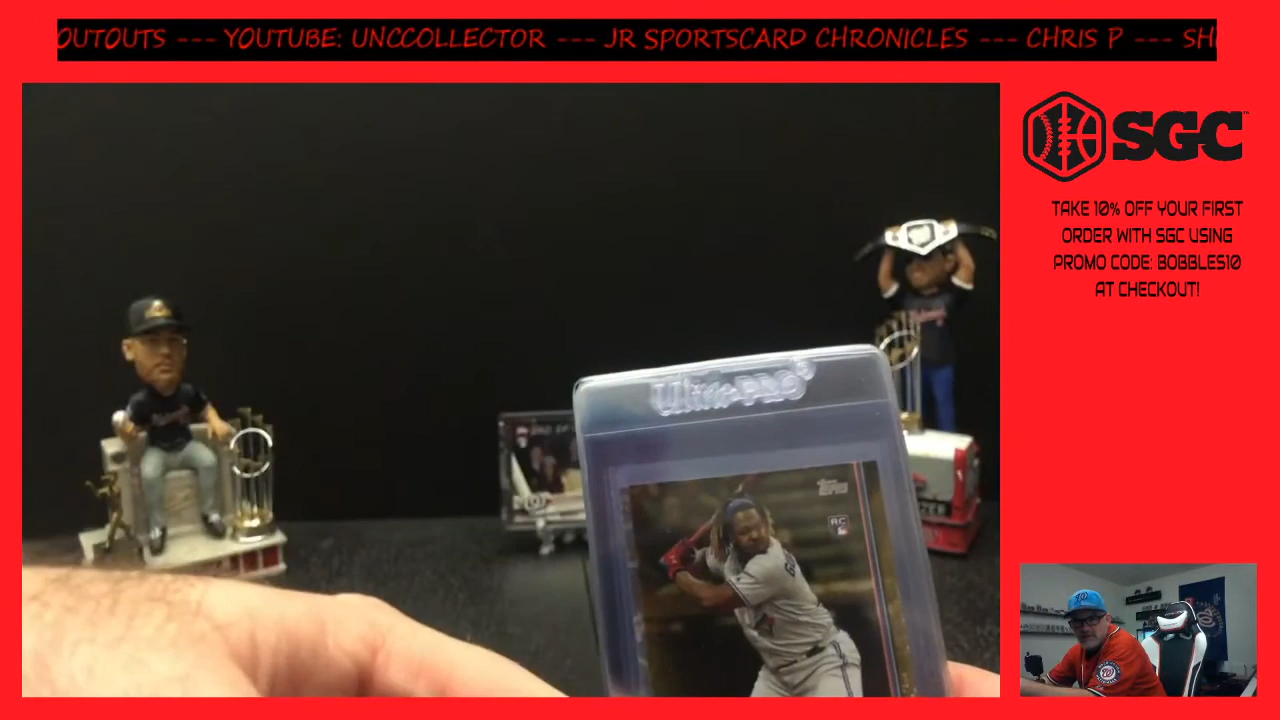 OUTOUTS --- YOUTUBE: UNCCOLLECTOR --- JR SPORTSCARD CHRONICLES --- CHRIS P --- SH
SGC
TAKE 10% OFF YOUR FIRST
ORDER WITH SGC USING
PROMO CODE: BOBBLES10
AT CHECKOUT!
Ultra-PRO®
topps
RC